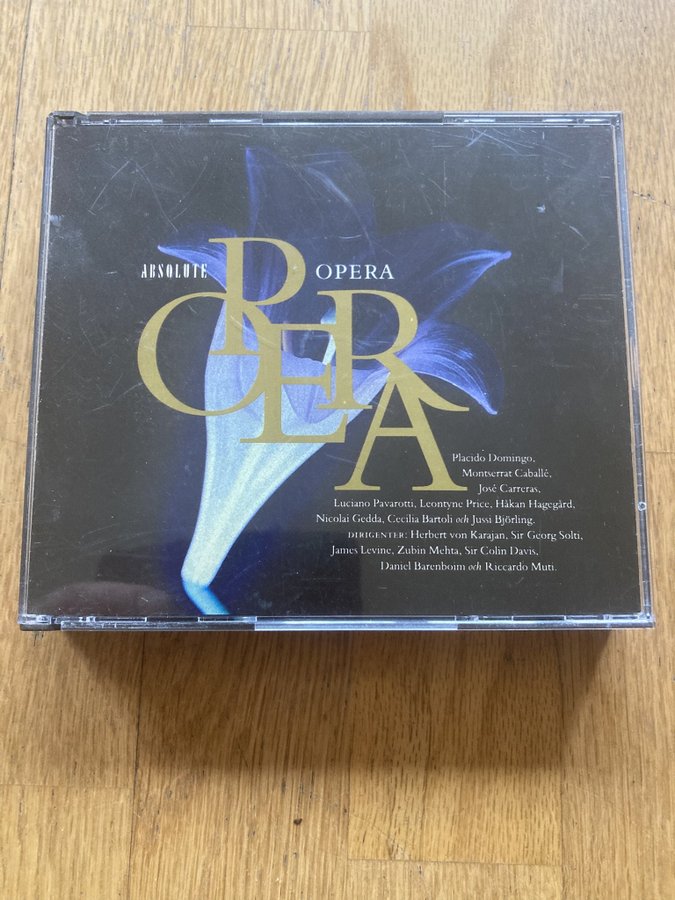 ABSOLUTE OPERA
OPERA
Placido Domingo,
Montserrat Caballé,
José Carreras,
Luciano Pavarotti, Leontyne Price, Håkan Hagegård,
Nicolai Gedda, Cecilia Bartoli och Jussi Björling.
DIRIGENTER: Herbert von Karajan, Sir Georg Solti,
James Levine, Zubin Mehta, Sir Colin Davis,
Daniel Barenboim och Riccardo Muti.